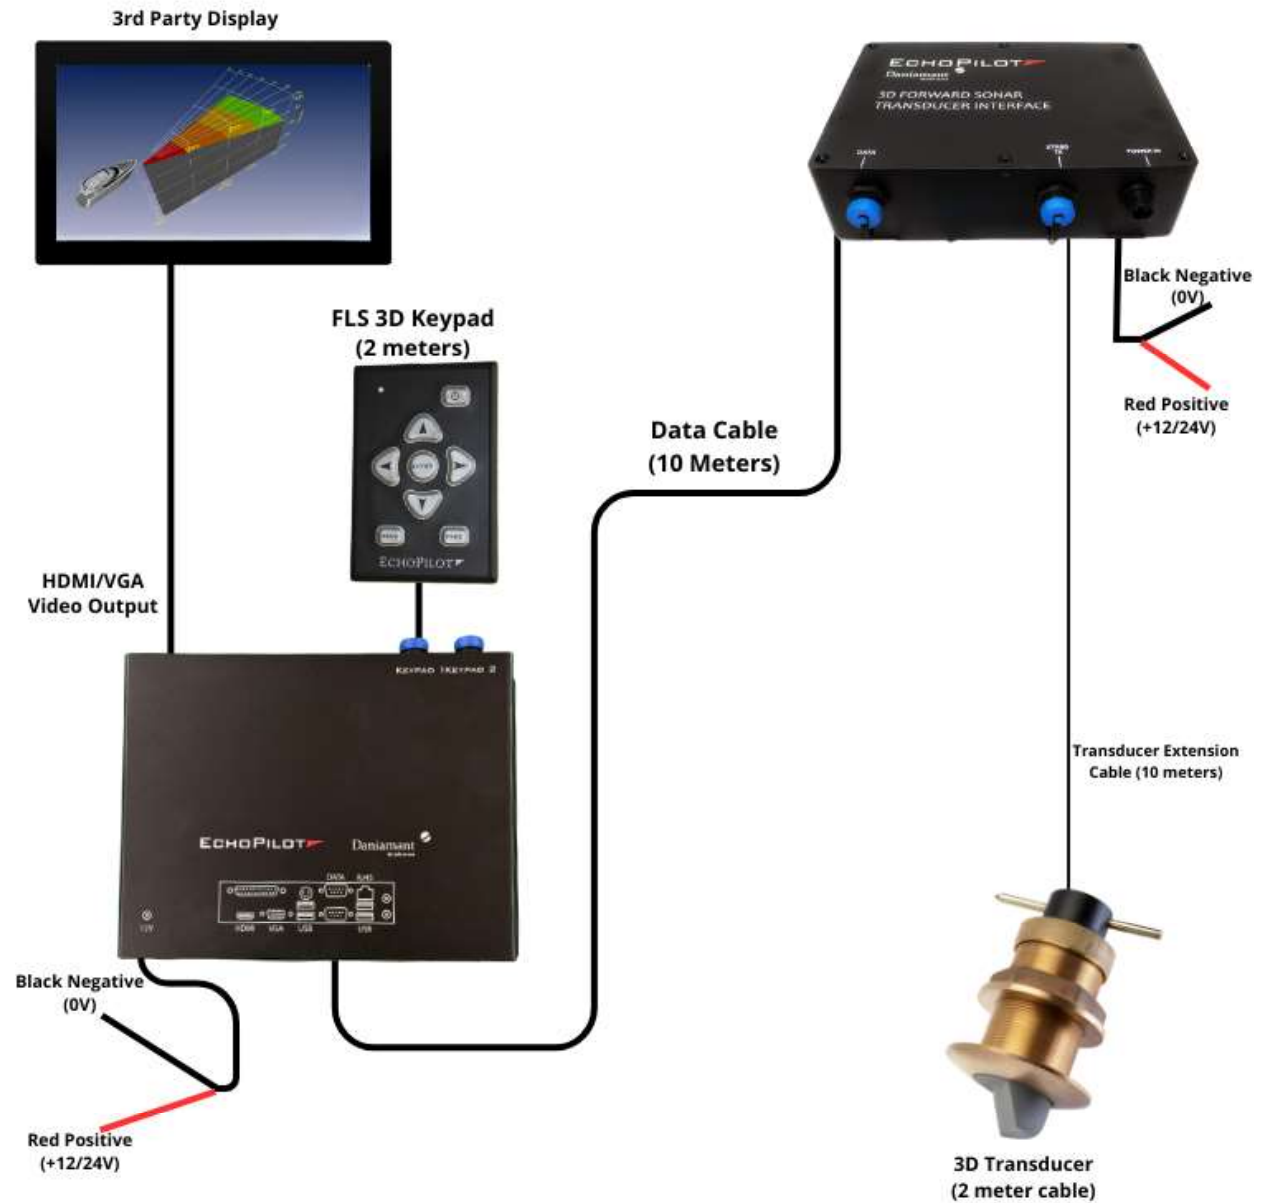 3rd Party Display
ECHOPILOT
Daniamant
3D FORWARD SONAR
TRANSDUCER INTERFACE
DATA
POWER IN
Black Negative
(0V)
Red Positive
(+12/24V)
FLS 3D Keypad
(2 meters)
ENTER
ECHOPILOT
Data Cable
(10 Meters)
HDMI/VGA
Video Output
KEYPAD 1 KEYPAD 2
Transducer Extension
Cable (10 meters)
ECHOPILOT
Daniamant
DATA RJ45
12V
HDMI VGA USB USB
Black Negative
(0V)
Red Positive
(+12/24V)
3D Transducer
(2 meter cable)